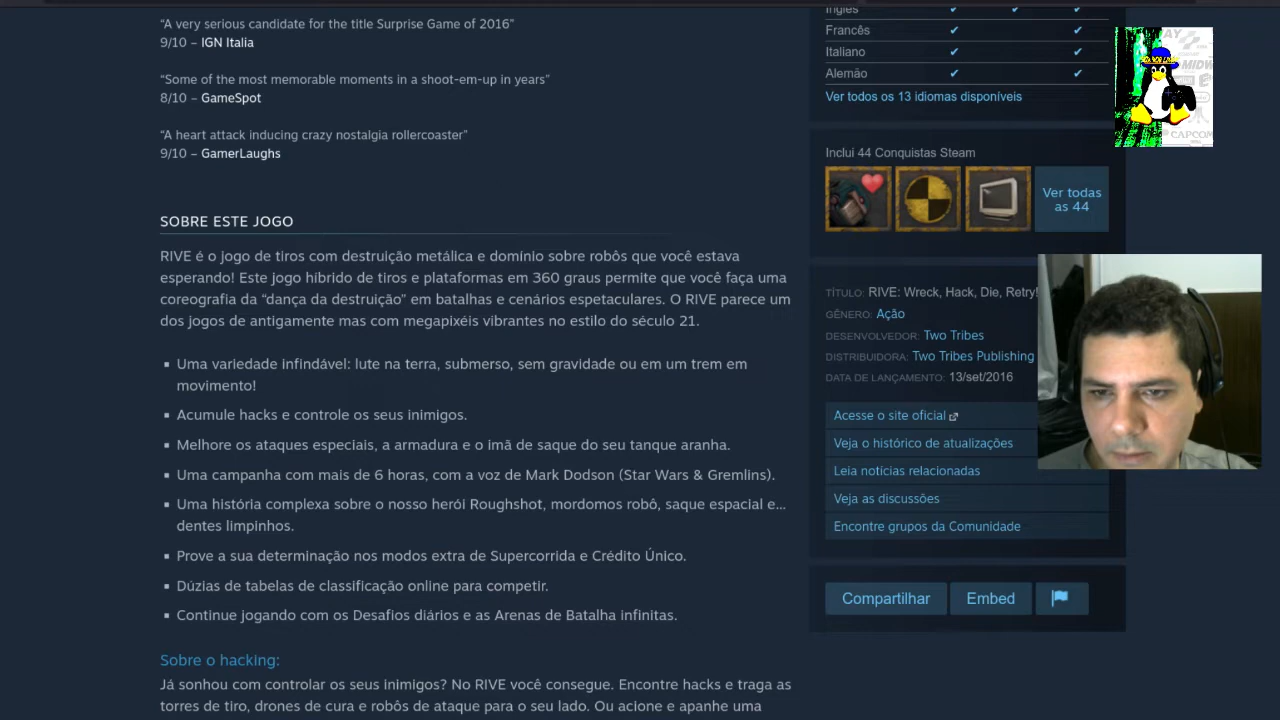 “A very serious candidate for the title Surprise Game of 2016”
9/10 – IGN Italia
“Some of the most memorable moments in a shoot-em-up in years”
8/10 – GameSpot
“A heart attack inducing crazy nostalgia rollercoaster”
9/10 – GamerLaughs
SOBRE ESTE JOGO
RIVE é o jogo de tiros com destruição metálica e domínio sobre robôs que você estava
esperando! Este jogo híbrido de tiros e plataformas em 360 graus permite que você faça uma
coreografia da “dança da destruição” em batalhas e cenários espetaculares. O RIVE parece um
dos jogos de antigamente mas com megapixéis vibrantes no estilo do século 21.
▪ Uma variedade infindável: lute na terra, submerso, sem gravidade ou em um trem em
movimento!
▪ Acumule hacks e controle os seus inimigos.
▪ Melhore os ataques especiais, a armadura e o imã de saque do seu tanque aranha.
▪ Uma campanha com mais de 6 horas, com a voz de Mark Dodson (Star Wars & Gremlins).
▪ Uma história complexa sobre o nosso herói Roughshot, mordomos robô, saque espacial e...
dentes limpinhos.
▪ Prove a sua determinação nos modos extra de Supercorrida e Crédito Único.
▪ Dúzias de tabelas de classificação online para competir.
▪ Continue jogando com os Desafios diários e as Arenas de Batalha infinitas.
Sobre o hacking:
Já sonhou com controlar os seus inimigos? No RIVE você consegue. Encontre hacks e traga as
torres de tiro, drones de cura e robôs de ataque para o seu lado. Ou acione e apanhe uma
Inglês ✔ ✔ ✔
Francês ✔ ✔
Italiano ✔ ✔
Alemão ✔ ✔
Ver todos os 13 idiomas disponíveis
Inclui 44 Conquistas Steam
Ver todas
as 44
TÍTULO: RIVE: Wreck, Hack, Die, Retry!
GÊNERO: Ação
DESENVOLVEDOR: Two Tribes
DISTRIBUIDORA: Two Tribes Publishing
DATA DE LANÇAMENTO: 13/set/2016
Acesse o site oficial
Veja o histórico de atualizações
Leia notícias relacionadas
Veja as discussões
Encontre grupos da Comunidade
Compartilhar
Embed
MIDW
CAPCOM